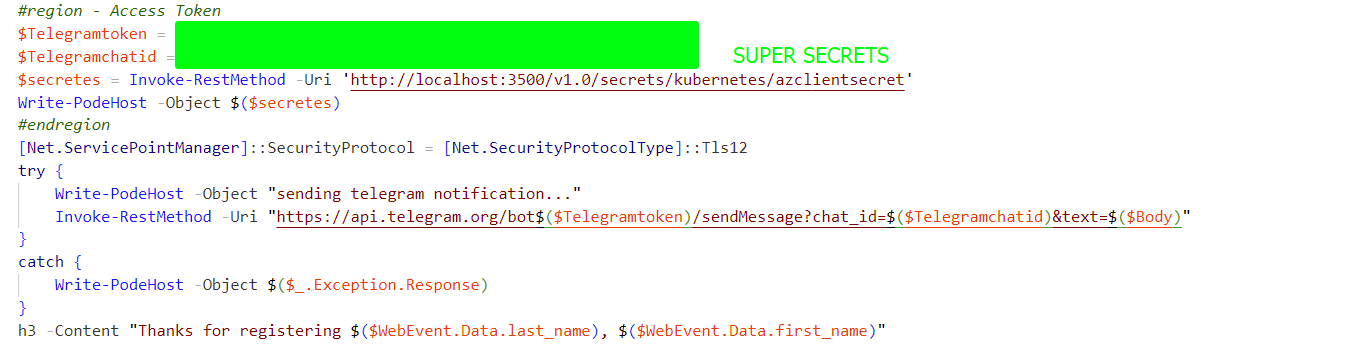 #region - Access Token
$Telegramtoken =
$Telegramchatid =
SUPER SECRETS
$secretes = Invoke-RestMethod -Uri 'http://localhost:3500/v1.0/secrets/kubernetes/azclientsecret'
Write-PodeHost -Object $($secretes)
#endregion
[Net.ServicePointManager]::SecurityProtocol = [Net.SecurityProtocolType]::Tls12
try {
    Write-PodeHost -Object "sending telegram notification..."
    Invoke-RestMethod -Uri "https://api.telegram.org/bot$($Telegramtoken)/sendMessage?chat_id=$($Telegramchatid)&text=$($Body)"
}
catch {
    Write-PodeHost -Object $($_.Exception.Response)
}
h3 -Content "Thanks for registering $($WebEvent.Data.last_name), $($WebEvent.Data.first_name)"